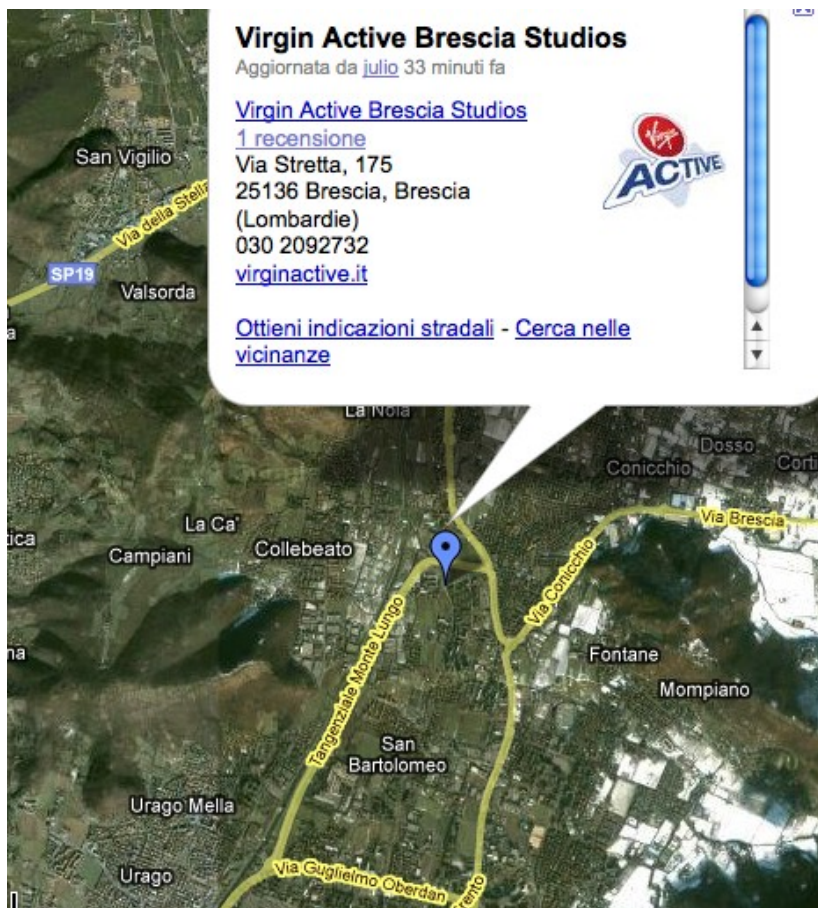 Virgin Active Brescia Studios
Aggiornata da julio 33 minuti fa
Virgin Active Brescia Studios
1 recensione
Via Stretta, 175
25136 Brescia, Brescia
(Lombardie)
030 2092732
virginactive.it
Ottieni indicazioni stradali - Cerca nelle
vicinanze
Virgin
ACTIVE
San Vigilio
Via della Stella
SP19
Valsorda
La Nola
Dosso
Conicchio
Corti
Via Brescia
La Ca'
Campiani
Collebeato
Via Conicchio
Tangenziale Monte Lungo
Fontane
Mompiano
San
Bartolomeo
Urago Mella
Urago
Via Guglielmo Oberdan